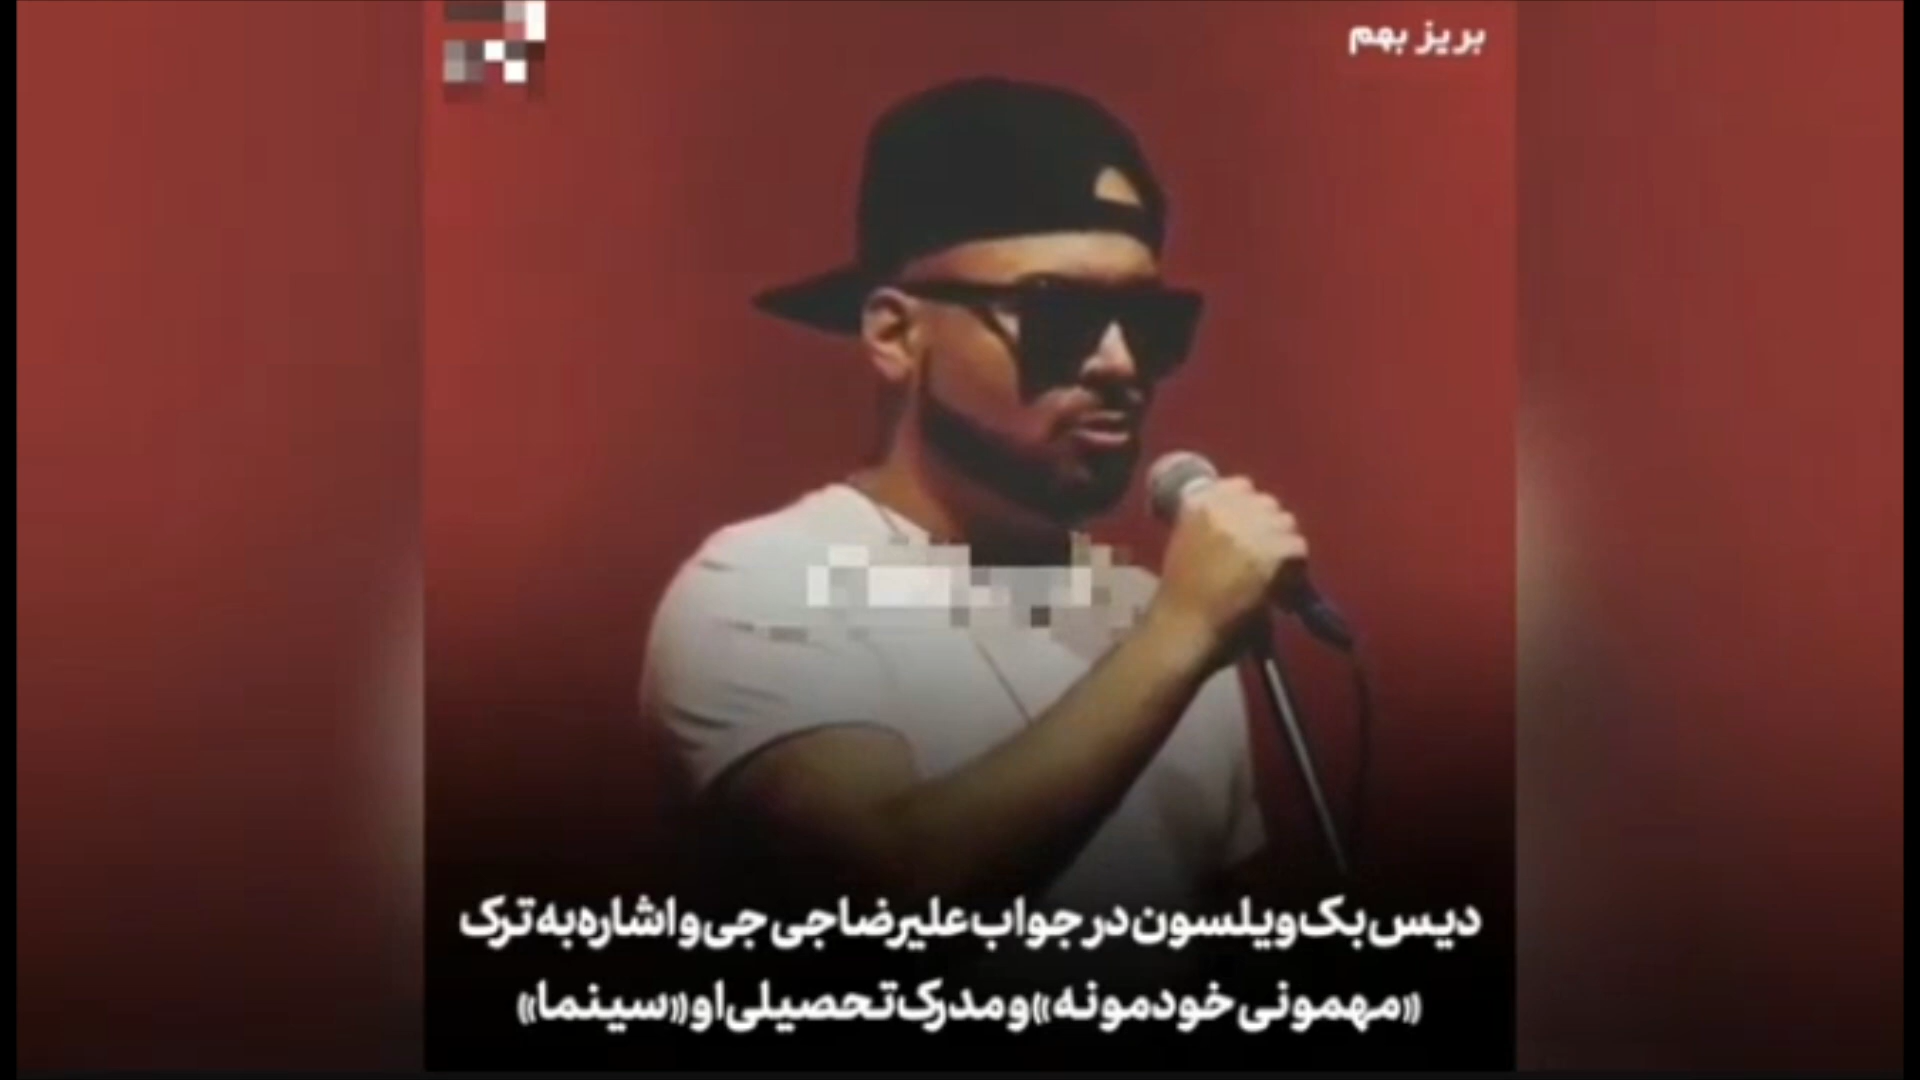 بریز بهم
دیس بک ویلسون در جواب علیرضا جی جی و اشاره به ترک
«مهمونی خودمونه» و مدرک تحصیلی او «سینما»